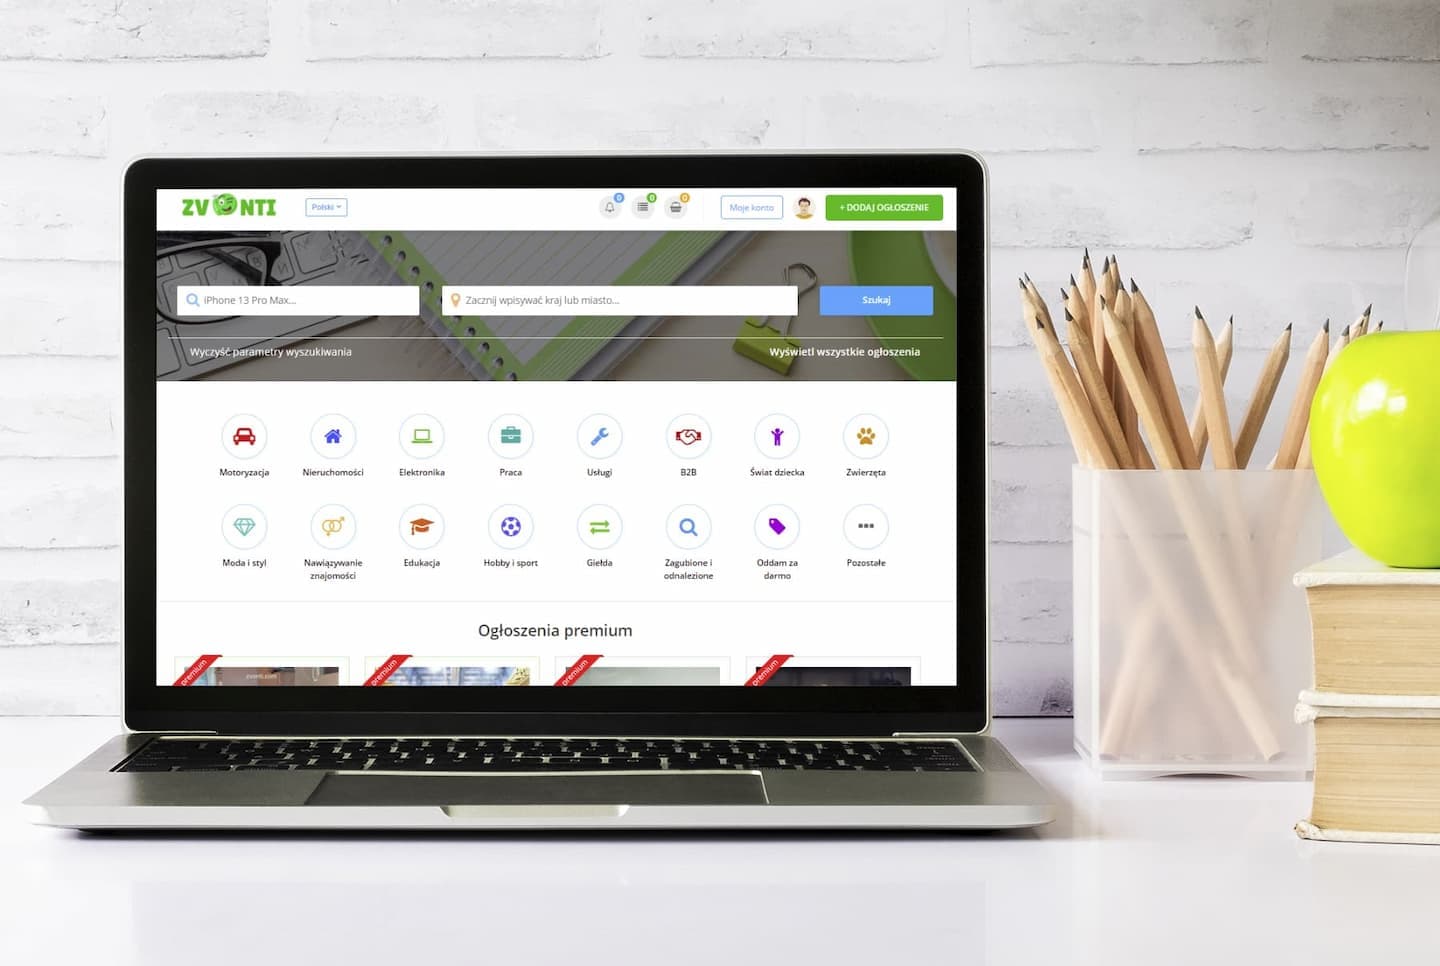 ZVONTI
Polski
0
0
0
Moje konto
+ DODAJ OGŁOSZENIE
iPhone 13 Pro Max...
Zacznij wpisywać kraj lub miasto...
Szukaj
Wyczyść parametry wyszukiwania
Wyświetl wszystkie ogłoszenia
Motoryzacja
Nieruchomości
Elektronika
Praca
Usługi
B2B
Świat dziecka
Zwierzęta
Moda i styl
Nawiązywanie
znajomości
Edukacja
Hobby i sport
Giełda
Zagubione i
odnalezione
Oddam za
darmo
Pozostałe
Ogłoszenia premium
premium
premium
premium
premium
zvonti.com